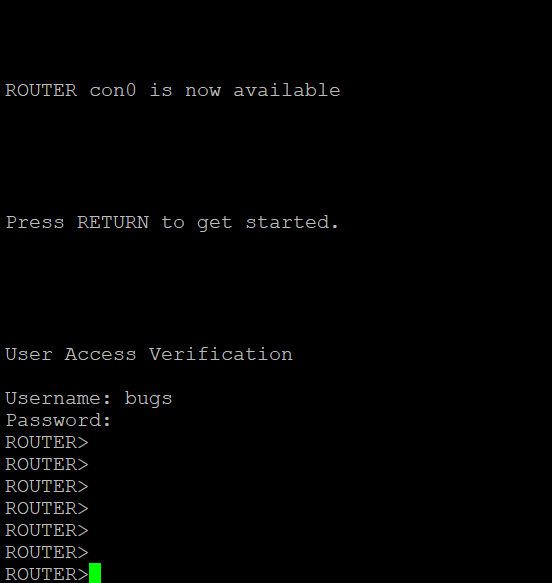 ROUTER con0 is now available
Press RETURN to get started.
User Access Verification
Username: bugs
Password:
ROUTER>
ROUTER>
ROUTER>
ROUTER>
ROUTER>
ROUTER>
ROUTER>